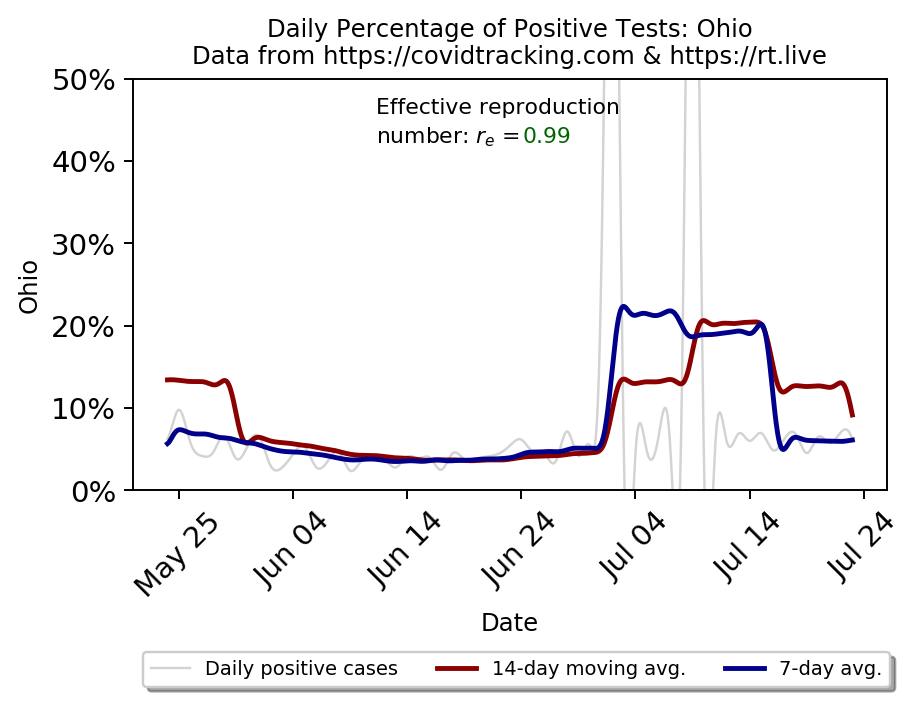 Daily Percentage of Positive Tests: Ohio
Data from https://covidtracking.com & https://rt.live
50%
40%
30%
20%
10%
0%
Ohio
Effective reproduction
number: rₑ = 0.99
May 25
Jun 04
Jun 14
Jun 24
Jul 04
Jul 14
Jul 24
Date
Daily positive cases
14-day moving avg.
7-day avg.